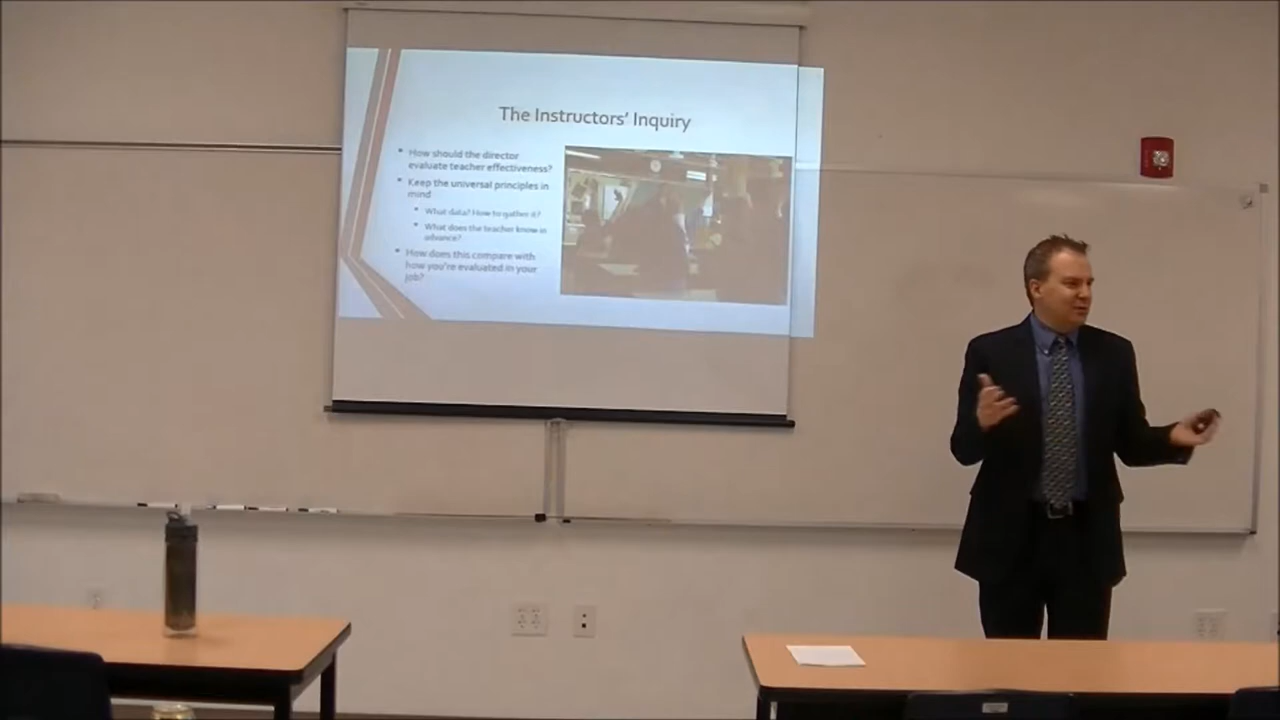 The Instructors' Inquiry
How should the director
evaluate teacher effectiveness?
Keep the universal principles in
mind
What data? How to gather it?
What does the teacher know in
advance?
How does this compare with
how you're evaluated in your
job?